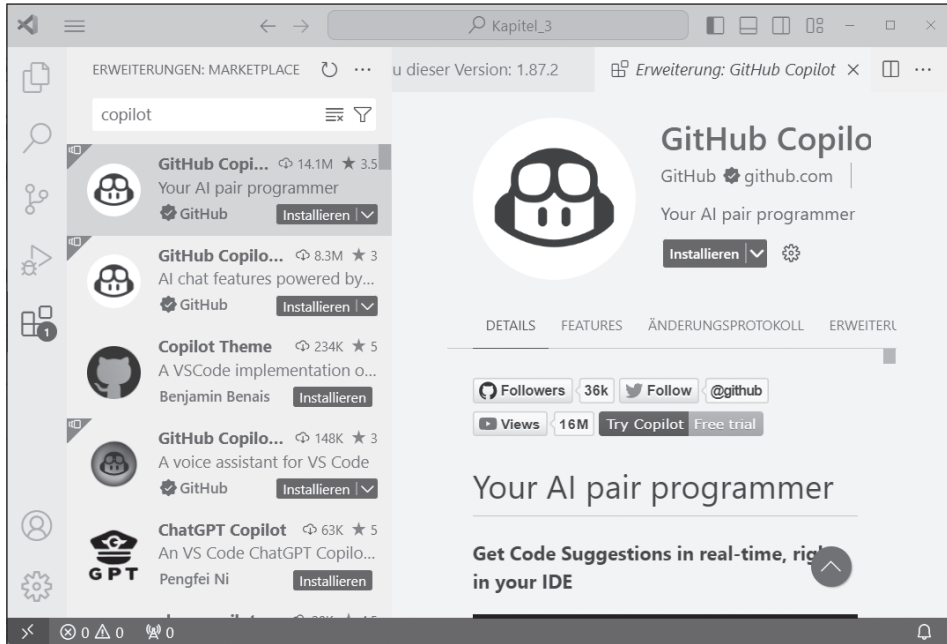 Kapitel_3
ERWEITERUNGEN: MARKETPLACE
u dieser Version: 1.87.2
Erweiterung: GitHub Copilot
copilot
GitHub Copi... 14.1M ★ 3.5
Your AI pair programmer
GitHub Installieren
GitHub Copilo... 8.3M ★ 3
AI chat features powered by...
GitHub Installieren
Copilot Theme 234K ★ 5
A VSCode implementation o...
Benjamin Benais Installieren
GitHub Copilo... 148K ★ 3
A voice assistant for VS Code
GitHub Installieren
ChatGPT Copilot 63K ★ 5
An VS Code ChatGPT Copilo...
Pengfei Ni Installieren
GPT
1
GitHub Copilo
GitHub github.com
Your AI pair programmer
Installieren
DETAILS FEATURES ÄNDERUNGSPROTOKOLL ERWEITERU
Followers 36k Follow @github
Views 16M Try Copilot Free trial
Your AI pair programmer
Get Code Suggestions in real-time, righ
in your IDE
0 0 0